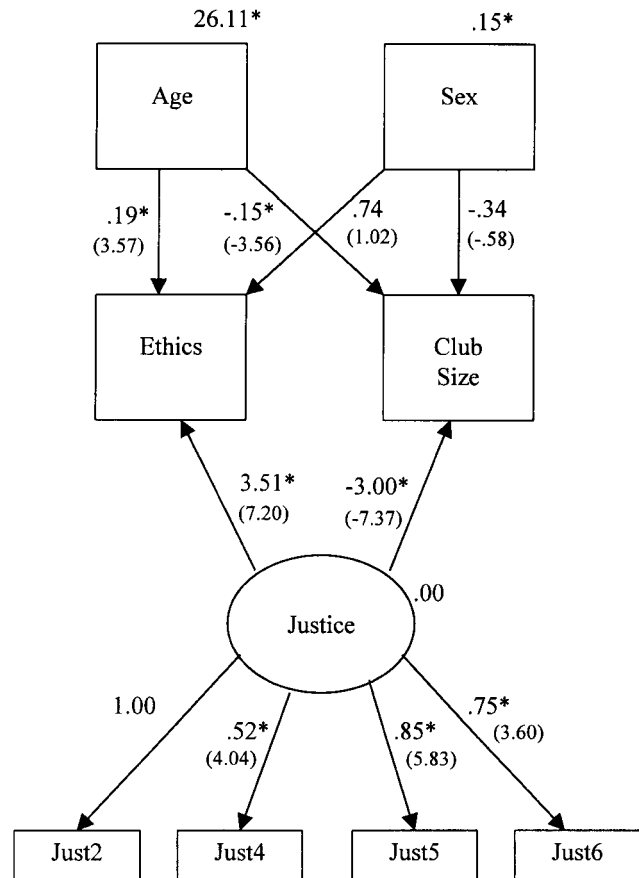 26.11*
.15*
Age
Sex
.19*
(3.57)
-.15*
(-3.56)
.74
(1.02)
-.34
(-.58)
Ethics
Club
Size
3.51*
(7.20)
-3.00*
(-7.37)
.00
Justice
1.00
.52*
(4.04)
.85*
(5.83)
.75*
(3.60)
Just2
Just4
Just5
Just6